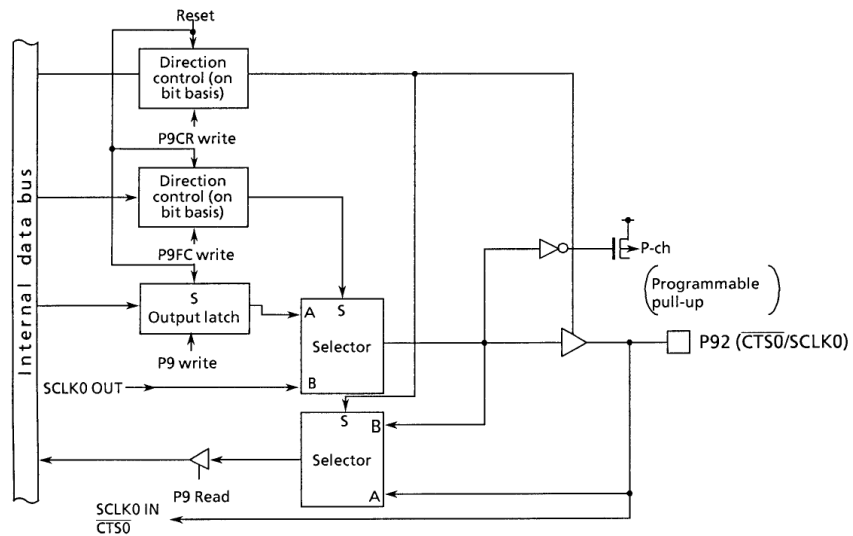 Reset
Internal data bus
Direction
control (on
bit basis)
P9CR write
Direction
control (on
bit basis)
P9FC write
S
Output latch
P9 write
SCLK0 OUT
A
S
Selector
B
S
B
Selector
A
P9 Read
SCLK0 IN
CTS0
P-ch
Programmable
pull-up
P92 (CTS0/SCLK0)